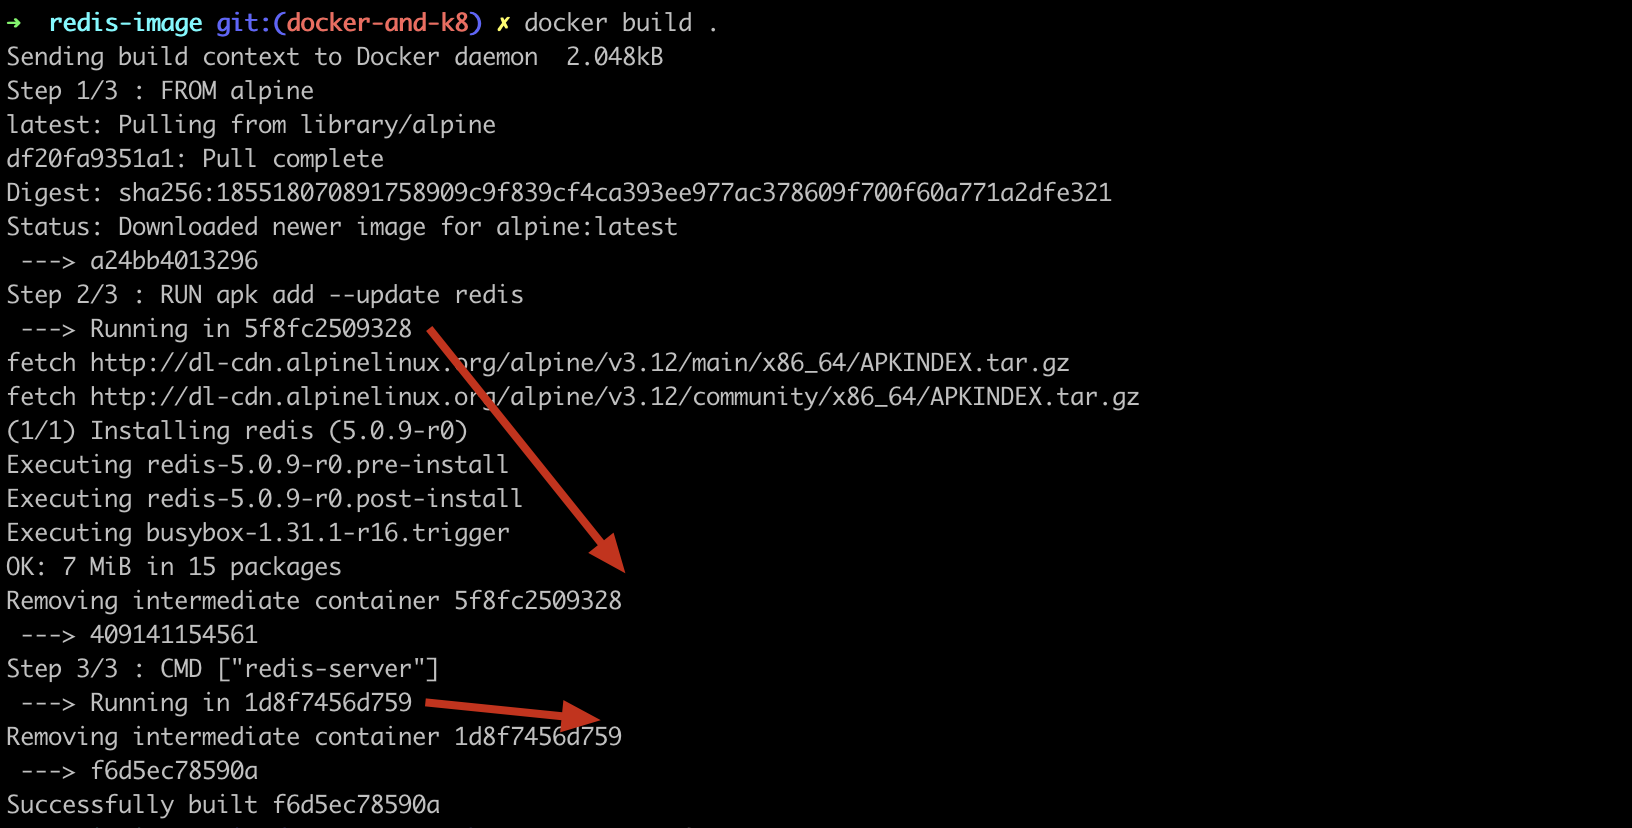 ➜  redis-image git:(docker-and-k8) ✗ docker build .
Sending build context to Docker daemon  2.048kB
Step 1/3 : FROM alpine
latest: Pulling from library/alpine
df20fa9351a1: Pull complete
Digest: sha256:185518070891758909c9f839cf4ca393ee977ac378609f700f60a771a2dfe321
Status: Downloaded newer image for alpine:latest
 ---> a24bb4013296
Step 2/3 : RUN apk add --update redis
 ---> Running in 5f8fc2509328
fetch http://dl-cdn.alpinelinux.org/alpine/v3.12/main/x86_64/APKINDEX.tar.gz
fetch http://dl-cdn.alpinelinux.org/alpine/v3.12/community/x86_64/APKINDEX.tar.gz
(1/1) Installing redis (5.0.9-r0)
Executing redis-5.0.9-r0.pre-install
Executing redis-5.0.9-r0.post-install
Executing busybox-1.31.1-r16.trigger
OK: 7 MiB in 15 packages
Removing intermediate container 5f8fc2509328
 ---> 409141154561
Step 3/3 : CMD ["redis-server"]
 ---> Running in 1d8f7456d759
Removing intermediate container 1d8f7456d759
 ---> f6d5ec78590a
Successfully built f6d5ec78590a